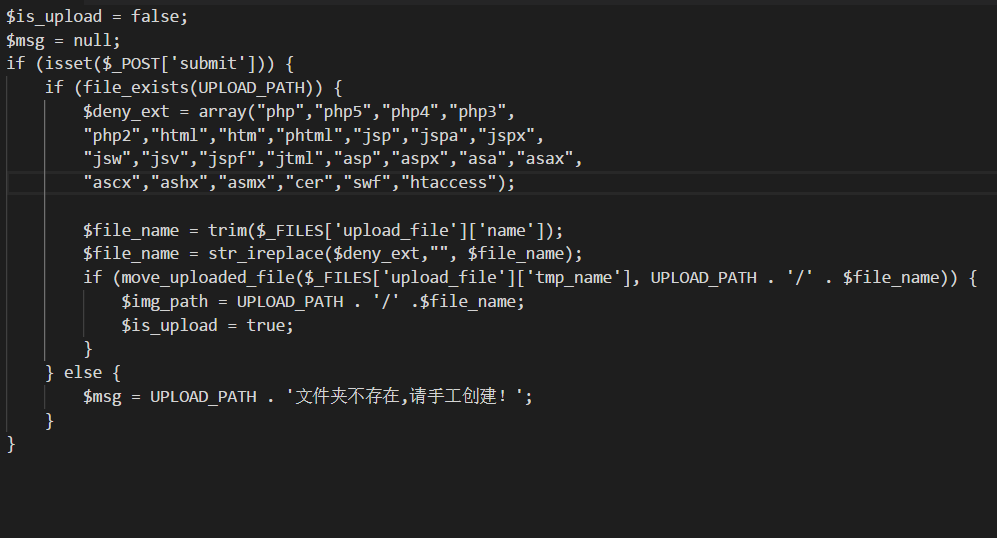 $is_upload = false;
$msg = null;
if (isset($_POST['submit'])) {
    if (file_exists(UPLOAD_PATH)) {
        $deny_ext = array("php","php5","php4","php3",
        "php2","html","htm","phtml","jsp","jspa","jspx",
        "jsw","jsv","jspf","jtml","asp","aspx","asa","asax",
        "ascx","ashx","asmx","cer","swf","htaccess");

        $file_name = trim($_FILES['upload_file']['name']);
        $file_name = str_ireplace($deny_ext,"", $file_name);
        if (move_uploaded_file($_FILES['upload_file']['tmp_name'], UPLOAD_PATH . '/' . $file_name)) {
            $img_path = UPLOAD_PATH . '/' .$file_name;
            $is_upload = true;
        }
    } else {
        $msg = UPLOAD_PATH . '文件夹不存在,请手工创建！';
    }
}